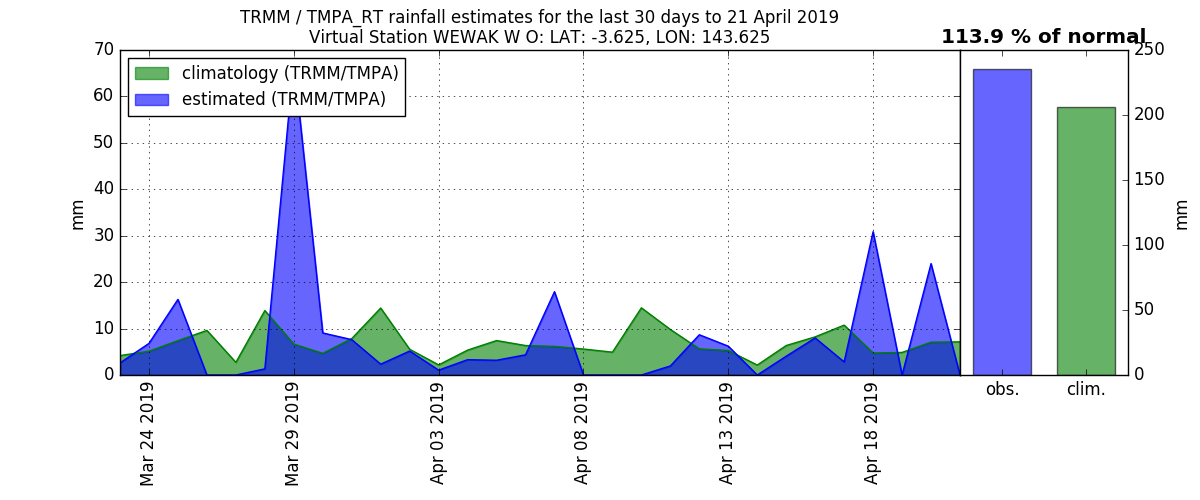 TRMM / TMPA_RT rainfall estimates for the last 30 days to 21 April 2019
Virtual Station WEWAK W O: LAT: -3.625, LON: 143.625
113.9 % of normal
climatology (TRMM/TMPA)
estimated (TRMM/TMPA)
70
60
50
40
30
20
10
0
mm
Mar 24 2019
Mar 29 2019
Apr 03 2019
Apr 08 2019
Apr 13 2019
Apr 18 2019
250
200
150
100
50
0
mm
obs.
clim.